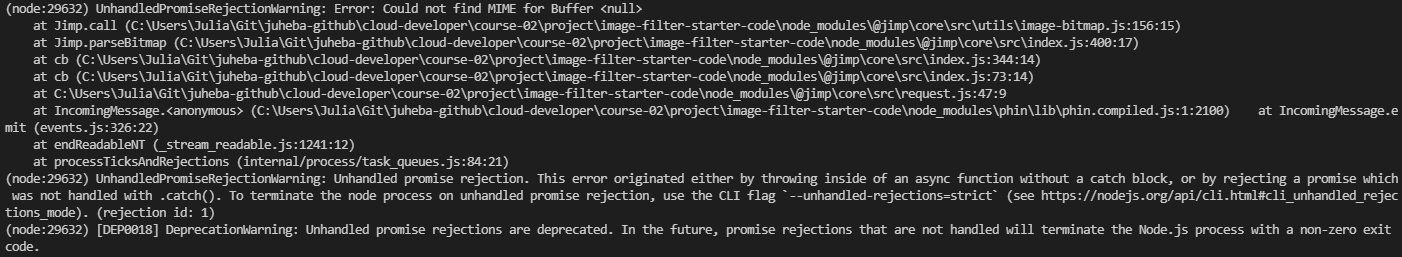 (node:29632) UnhandledPromiseRejectionWarning: Error: Could not find MIME for Buffer <null>
    at Jimp.call (C:\Users\Julia\Git\juheba-github\cloud-developer\course-02\project\image-filter-starter-code\node_modules\@jimp\core\src\utils\image-bitmap.js:156:15)
    at Jimp.parseBitmap (C:\Users\Julia\Git\juheba-github\cloud-developer\course-02\project\image-filter-starter-code\node_modules\@jimp\core\src\index.js:400:17)
    at cb (C:\Users\Julia\Git\juheba-github\cloud-developer\course-02\project\image-filter-starter-code\node_modules\@jimp\core\src\index.js:344:14)
    at cb (C:\Users\Julia\Git\juheba-github\cloud-developer\course-02\project\image-filter-starter-code\node_modules\@jimp\core\src\index.js:73:14)
    at C:\Users\Julia\Git\juheba-github\cloud-developer\course-02\project\image-filter-starter-code\node_modules\@jimp\core\src\request.js:47:9
    at IncomingMessage.<anonymous> (C:\Users\Julia\Git\juheba-github\cloud-developer\course-02\project\image-filter-starter-code\node_modules\phin\lib\phin.compiled.js:1:2100)    at IncomingMessage.e
mit (events.js:326:22)
    at endReadableNT (_stream_readable.js:1241:12)
    at processTicksAndRejections (internal/process/task_queues.js:84:21)
(node:29632) UnhandledPromiseRejectionWarning: Unhandled promise rejection. This error originated either by throwing inside of an async function without a catch block, or by rejecting a promise which
 was not handled with .catch(). To terminate the node process on unhandled promise rejection, use the CLI flag `--unhandled-rejections=strict` (see https://nodejs.org/api/cli.html#cli_unhandled_rejec
tions_mode). (rejection id: 1)
(node:29632) [DEP0018] DeprecationWarning: Unhandled promise rejections are deprecated. In the future, promise rejections that are not handled will terminate the Node.js process with a non-zero exit
code.